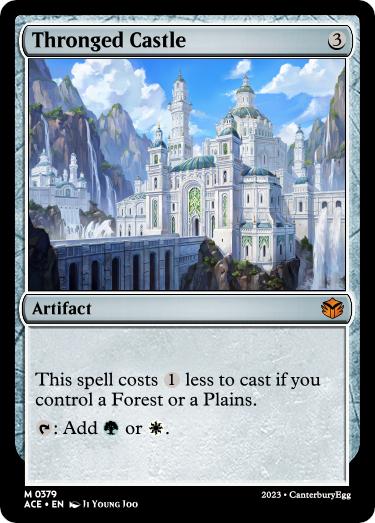 Thronged Castle 3
Artifact
This spell costs 1 less to cast if you
control a Forest or a Plains.
: Add or .
M 0379
ACE • EN Ji Young Joo
2023 • CanterburyEgg